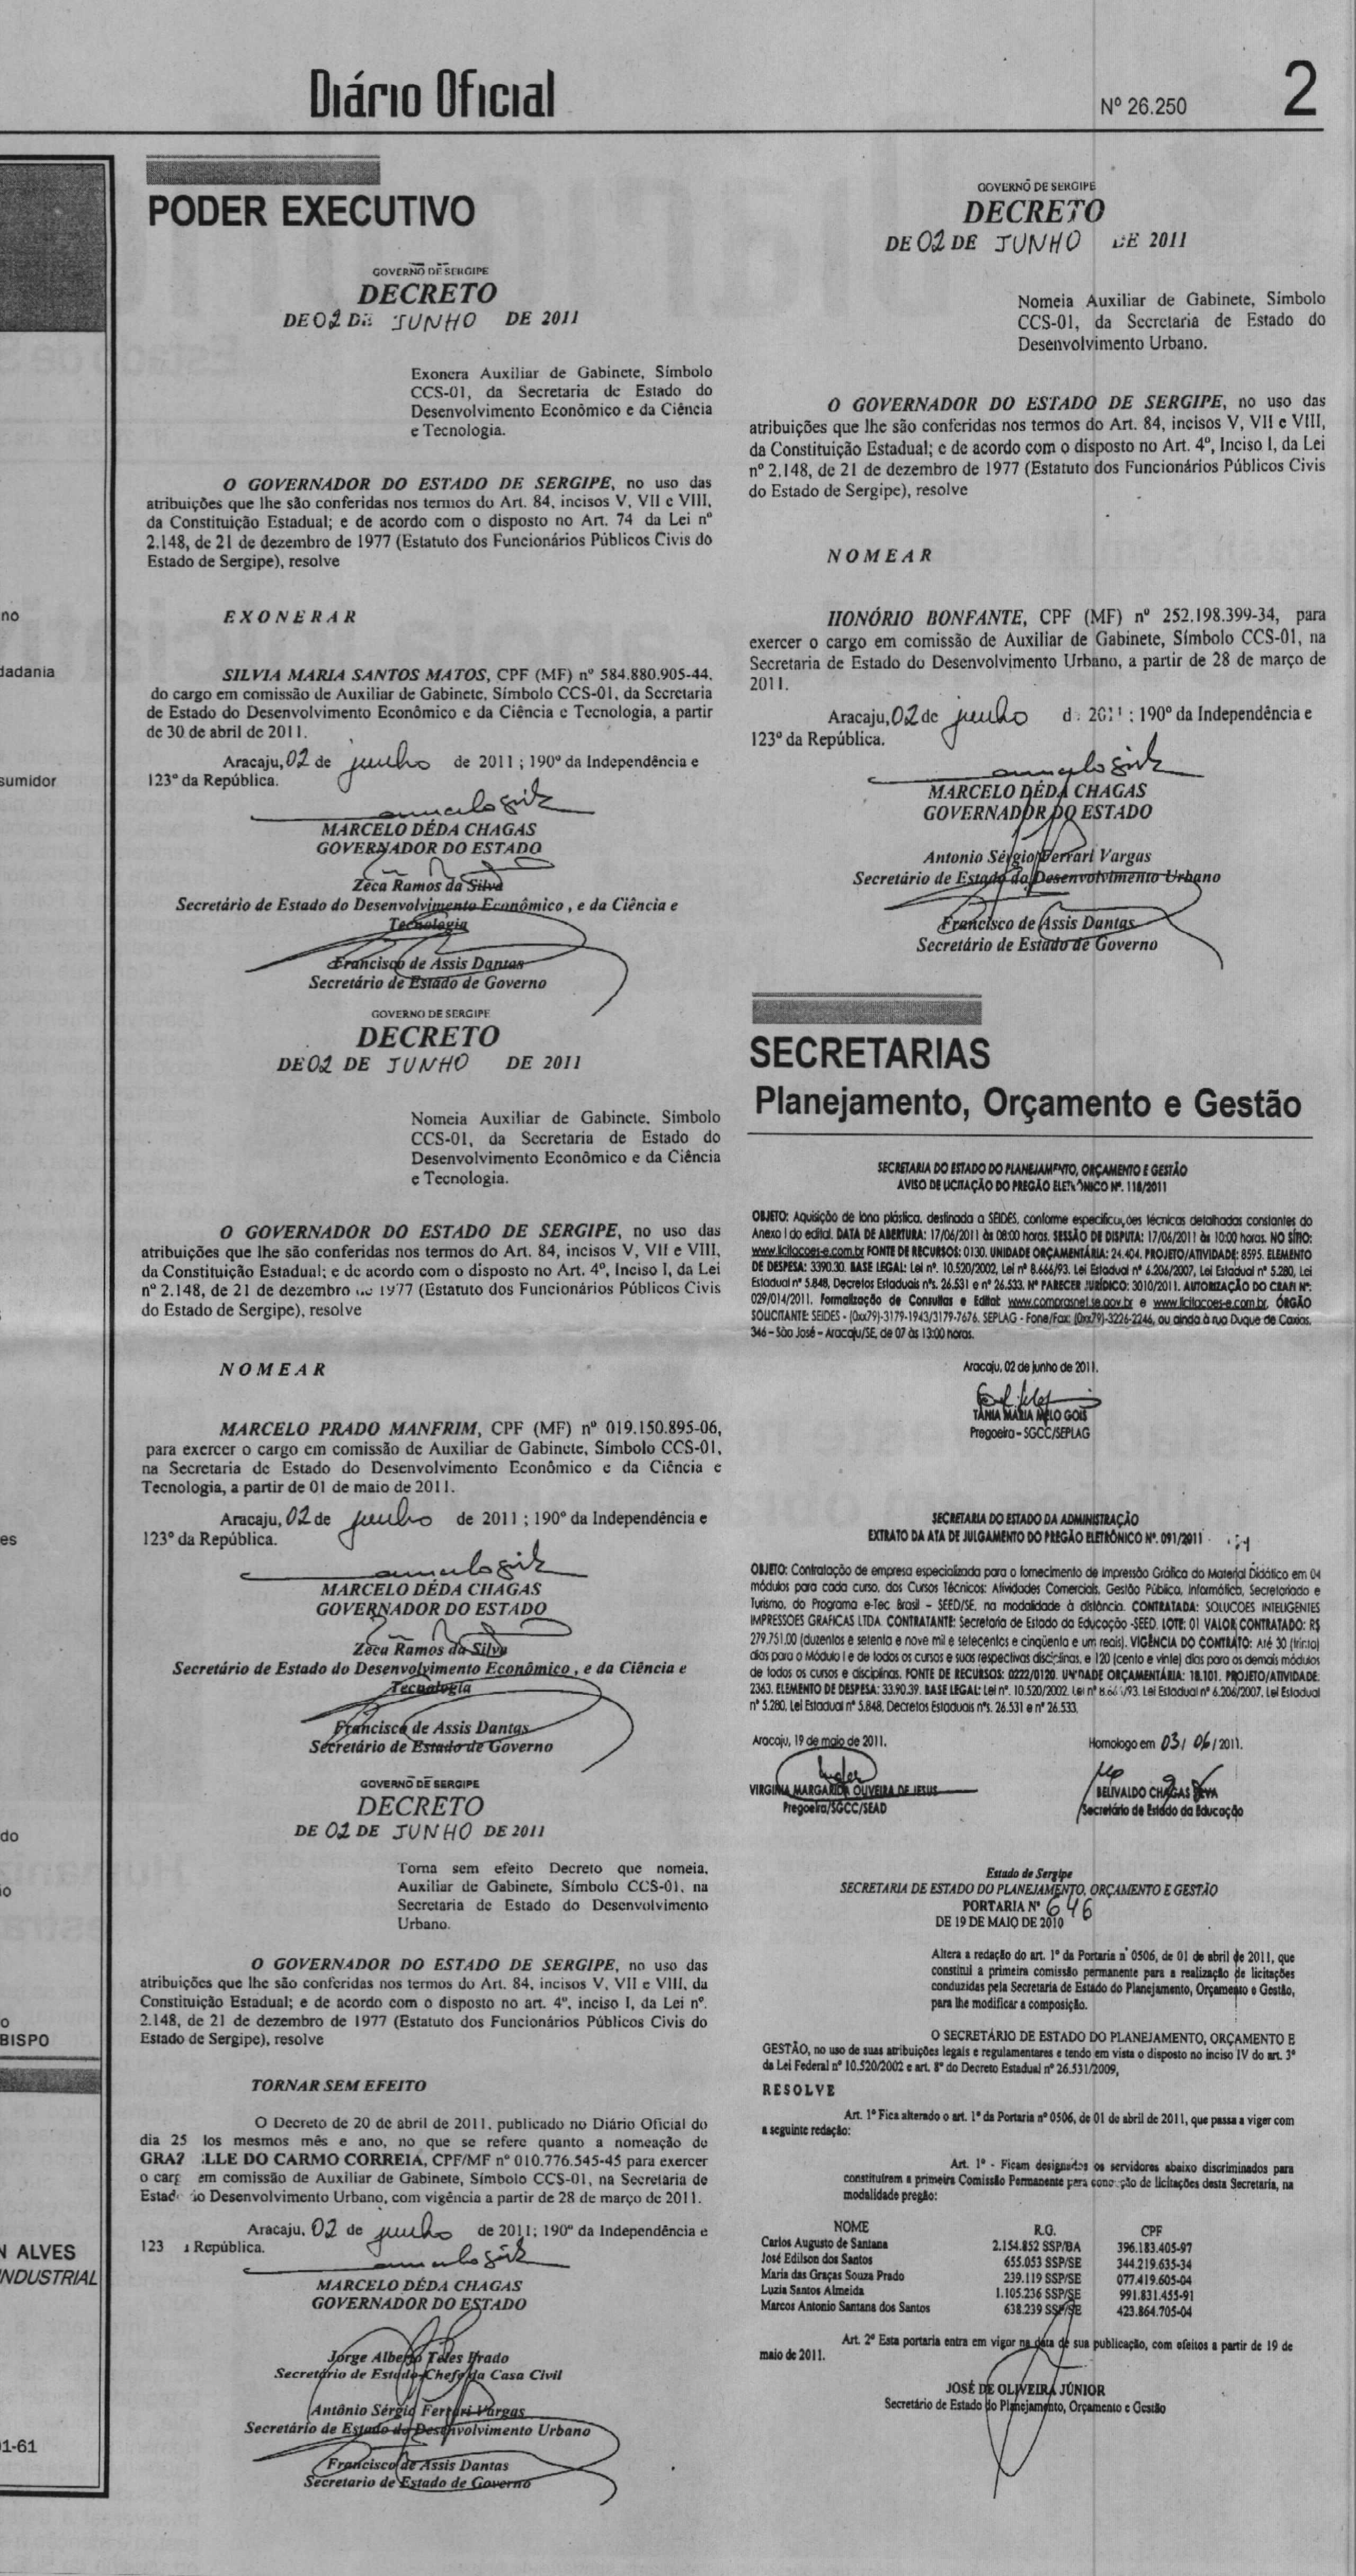 Diário Oficial
Nº 26.250
2
no
dadania
sumidor
es
do
io
o
BISPO
N ALVES
INDUSTRIAL
01-61
PODER EXECUTIVO
GOVERNO DE SERGIPE
DECRETO
DE 02 DE JUNHO DE 2011
Exonera Auxiliar de Gabinete, Símbolo
CCS-01, da Secretaria de Estado do
Desenvolvimento Econômico e da Ciência
e Tecnologia.
O GOVERNADOR DO ESTADO DE SERGIPE, no uso das
atribuições que lhe são conferidas nos termos do Art. 84, incisos V, VII e VIII,
da Constituição Estadual; e de acordo com o disposto no Art. 74 da Lei nº
2.148, de 21 de dezembro de 1977 (Estatuto dos Funcionários Públicos Civis do
Estado de Sergipe), resolve
EXONERAR
SILVIA MARIA SANTOS MATOS, CPF (MF) nº 584.880.905-44,
do cargo em comissão de Auxiliar de Gabinete, Símbolo CCS-01, da Secretaria
de Estado do Desenvolvimento Econômico e da Ciência e Tecnologia, a partir
de 30 de abril de 2011.
Aracaju, 02 de junho de 2011 ; 190º da Independência e
123º da República.
MARCELO DÉDA CHAGAS
GOVERNADOR DO ESTADO
Zeca Ramos da Silva
Secretário de Estado do Desenvolvimento Econômico , e da Ciência e
Tecnologia
Francisco de Assis Dantas
Secretário de Estado de Governo
GOVERNO DE SERGIPE
DECRETO
DE 02 DE JUNHO DE 2011
Nomeia Auxiliar de Gabinete, Símbolo
CCS-01, da Secretaria de Estado do
Desenvolvimento Econômico e da Ciência
e Tecnologia.
O GOVERNADOR DO ESTADO DE SERGIPE, no uso das
atribuições que lhe são conferidas nos termos do Art. 84, incisos V, VII e VIII,
da Constituição Estadual; e de acordo com o disposto no Art. 4º, Inciso I, da Lei
nº 2.148, de 21 de dezembro de 1977 (Estatuto dos Funcionários Públicos Civis
do Estado de Sergipe), resolve
NOMEAR
MARCELO PRADO MANFRIM, CPF (MF) nº 019.150.895-06,
para exercer o cargo em comissão de Auxiliar de Gabinete, Símbolo CCS-01,
na Secretaria de Estado do Desenvolvimento Econômico e da Ciência e
Tecnologia, a partir de 01 de maio de 2011.
Aracaju, 02 de junho de 2011 ; 190º da Independência e
123º da República.
MARCELO DÉDA CHAGAS
GOVERNADOR DO ESTADO
Zeca Ramos da Silva
Secretário de Estado do Desenvolvimento Econômico , e da Ciência e
Tecnologia
Francisco de Assis Dantas
Secretário de Estado de Governo
GOVERNO DE SERGIPE
DECRETO
DE 02 DE JUNHO DE 2011
Torna sem efeito Decreto que nomeia,
Auxiliar de Gabinete, Símbolo CCS-01, na
Secretaria de Estado do Desenvolvimento
Urbano.
O GOVERNADOR DO ESTADO DE SERGIPE, no uso das
atribuições que lhe são conferidas nos termos do Art. 84, incisos V, VII e VIII, da
Constituição Estadual; e de acordo com o disposto no art. 4º, inciso I, da Lei nº.
2.148, de 21 de dezembro de 1977 (Estatuto dos Funcionários Públicos Civis do
Estado de Sergipe), resolve
TORNAR SEM EFEITO
O Decreto de 20 de abril de 2011, publicado no Diário Oficial do
dia 25 los mesmos mês e ano, no que se refere quanto a nomeação de
GRAZ LLE DO CARMO CORREIA, CPF/MF nº 010.776.545-45 para exercer
o carg em comissão de Auxiliar de Gabinete, Símbolo CCS-01, na Secretaria de
Estad io Desenvolvimento Urbano, com vigência a partir de 28 de março de 2011.
Aracaju, 02 de junho de 2011; 190º da Independência e
123 República.
MARCELO DÉDA CHAGAS
GOVERNADOR DO ESTADO
Jorge Alberto Teles Prado
Secretário de Estado-Chefe da Casa Civil
Antônio Sérgio Ferrari Vargas
Secretário de Estado do Desenvolvimento Urbano
Francisco de Assis Dantas
Secretario de Estado de Governo
GOVERNO DE SERGIPE
DECRETO
DE 02 DE JUNHO DE 2011
Nomeia Auxiliar de Gabinete, Símbolo
CCS-01, da Secretaria de Estado do
Desenvolvimento Urbano.
O GOVERNADOR DO ESTADO DE SERGIPE, no uso das
atribuições que lhe são conferidas nos termos do Art. 84, incisos V, VII e VIII,
da Constituição Estadual; e de acordo com o disposto no Art. 4º, Inciso I, da Lei
nº 2.148, de 21 de dezembro de 1977 (Estatuto dos Funcionários Públicos Civis
do Estado de Sergipe), resolve
NOMEAR
HONÓRIO BONFANTE, CPF (MF) nº 252.198.399-34, para
exercer o cargo em comissão de Auxiliar de Gabinete, Símbolo CCS-01, na
Secretaria de Estado do Desenvolvimento Urbano, a partir de 28 de março de
2011.
Aracaju, 02 de junho d 2011 ; 190º da Independência e
123º da República.
MARCELO DÉDA CHAGAS
GOVERNADOR DO ESTADO
Antonio Sérgio Ferrari Vargas
Secretário de Estado do Desenvolvimento Urbano
Francisco de Assis Dantas
Secretário de Estado de Governo
SECRETARIAS
Planejamento, Orçamento e Gestão
SECRETARIA DO ESTADO DO PLANEJAMENTO, ORÇAMENTO E GESTÃO
AVISO DE LICITAÇÃO DO PREGÃO ELETRÔNICO Nº. 118/2011
OBJETO: Aquisição de lona plástica, destinada a SEIDES, conforme especificações técnicas detalhadas constantes do
Anexo I do edital. DATA DE ABERTURA: 17/06/2011 às 08:00 horas. SESSÃO DE DISPUTA: 17/06/2011 às 10:00 horas. NO SÍTIO:
www.licitacoes-e.com.br FONTE DE RECURSOS: 0130. UNIDADE ORÇAMENTÁRIA: 24.404. PROJETO/ATIVIDADE: 8595. ELEMENTO
DE DESPESA: 3390.30. BASE LEGAL: Lei nº. 10.520/2002, Lei nº 8.666/93. Lei Estadual nº 6.206/2007, Lei Estadual nº 5.280, Lei
Estadual nº 5.848, Decretos Estaduais nºs. 26.531 e nº 26.533. Nº PARECER JURÍDICO: 3010/2011. AUTORIZAÇÃO DO CRAFI Nº:
029/014/2011. Formalização de Consultas e Edital: www.comprasnet.se.gov.br e www.licitacoes-e.com.br. ÓRGÃO
SOLICITANTE: SEIDES - (0xx79)-3179-1943/3179-7676. SEPLAG - Fone/Fax: (0xx79)-3226-2246, ou ainda à rua Duque de Caxias,
346 – São José – Aracaju/SE, de 07 às 13:00 horas.
Aracaju, 02 de junho de 2011.
TÂNIA MARIA MELO GOIS
Pregoeira – SGCC/SEPLAG
SECRETARIA DO ESTADO DA ADMINISTRAÇÃO
EXTRATO DA ATA DE JULGAMENTO DO PREGÃO ELETRÔNICO Nº. 091/2011
OBJETO: Contratação de empresa especializada para o fornecimento de Impressão Gráfica do Material Didático em 04
módulos para cada curso, dos Cursos Técnicos: Atividades Comerciais, Gestão Pública, Informática, Secretariado e
Turismo, do Programa e-Tec Brasil – SEED/SE, na modalidade à distância. CONTRATADA: SOLUCOES INTELIGENTES
IMPRESSOES GRAFICAS LTDA. CONTRATANTE: Secretaria de Estado da Educação -SEED. LOTE: 01 VALOR CONTRATADO: R$
279.751,00 (duzentos e setenta e nove mil e setecentos e cinqüenta e um reais). VIGÊNCIA DO CONTRATO: Até 30 (trinta)
dias para o Módulo I e de todos os cursos e suas respectivas disciplinas, e 120 (cento e vinte) dias para os demais módulos
de todos os cursos e disciplinas. FONTE DE RECURSOS: 0222/0120. UNIDADE ORÇAMENTÁRIA: 18.101. PROJETO/ATIVIDADE:
2363. ELEMENTO DE DESPESA: 33.90.39. BASE LEGAL: Lei nº. 10.520/2002, Lei nº 8.66 /93. Lei Estadual nº 6.206/2007, Lei Estadual
nº 5.280, Lei Estadual nº 5.848, Decretos Estaduais nºs. 26.531 e nº 26.533.
Aracaju, 19 de maio de 2011.
Homologo em 03/06/2011.
VIRGINIA MARGARIDA OLIVEIRA DE JESUS
Pregoeira/SGCC/SEAD
BELIVALDO CHAGAS SILVA
Secretário de Estado da Educação
Estado de Sergipe
SECRETARIA DE ESTADO DO PLANEJAMENTO, ORÇAMENTO E GESTÃO
PORTARIA Nº 646
DE 19 DE MAIO DE 2010
Altera a redação do art. 1º da Portaria nº 0506, de 01 de abril de 2011, que
constitui a primeira comissão permanente para a realização de licitações
conduzidas pela Secretaria de Estado do Planejamento, Orçamento e Gestão,
para lhe modificar a composição.
O SECRETÁRIO DE ESTADO DO PLANEJAMENTO, ORÇAMENTO E
GESTÃO, no uso de suas atribuições legais e regulamentares e tendo em vista o disposto no inciso IV do art. 3º
da Lei Federal nº 10.520/2002 e art. 8º do Decreto Estadual nº 26.531/2009,
RESOLVE
Art. 1º Fica alterado o art. 1º da Portaria nº 0506, de 01 de abril de 2011, que passa a viger com
a seguinte redação:
Art. 1º - Ficam designados os servidores abaixo discriminados para
constituírem a primeira Comissão Permanente para condução de licitações desta Secretaria, na
modalidade pregão:
NOME R.G. CPF
Carlos Augusto de Santana 2.154.852 SSP/BA 396.183.405-97
José Edilson dos Santos 655.053 SSP/SE 344.219.635-34
Maria das Graças Souza Prado 239.119 SSP/SE 077.419.605-04
Luzia Santos Almeida 1.105.236 SSP/SE 991.831.455-91
Marcos Antonio Santana dos Santos 638.239 SSP/SE 423.864.705-04
Art. 2º Esta portaria entra em vigor na data de sua publicação, com efeitos a partir de 19 de
maio de 2011.
JOSÉ DE OLIVEIRA JÚNIOR
Secretário de Estado do Planejamento, Orçamento e Gestão